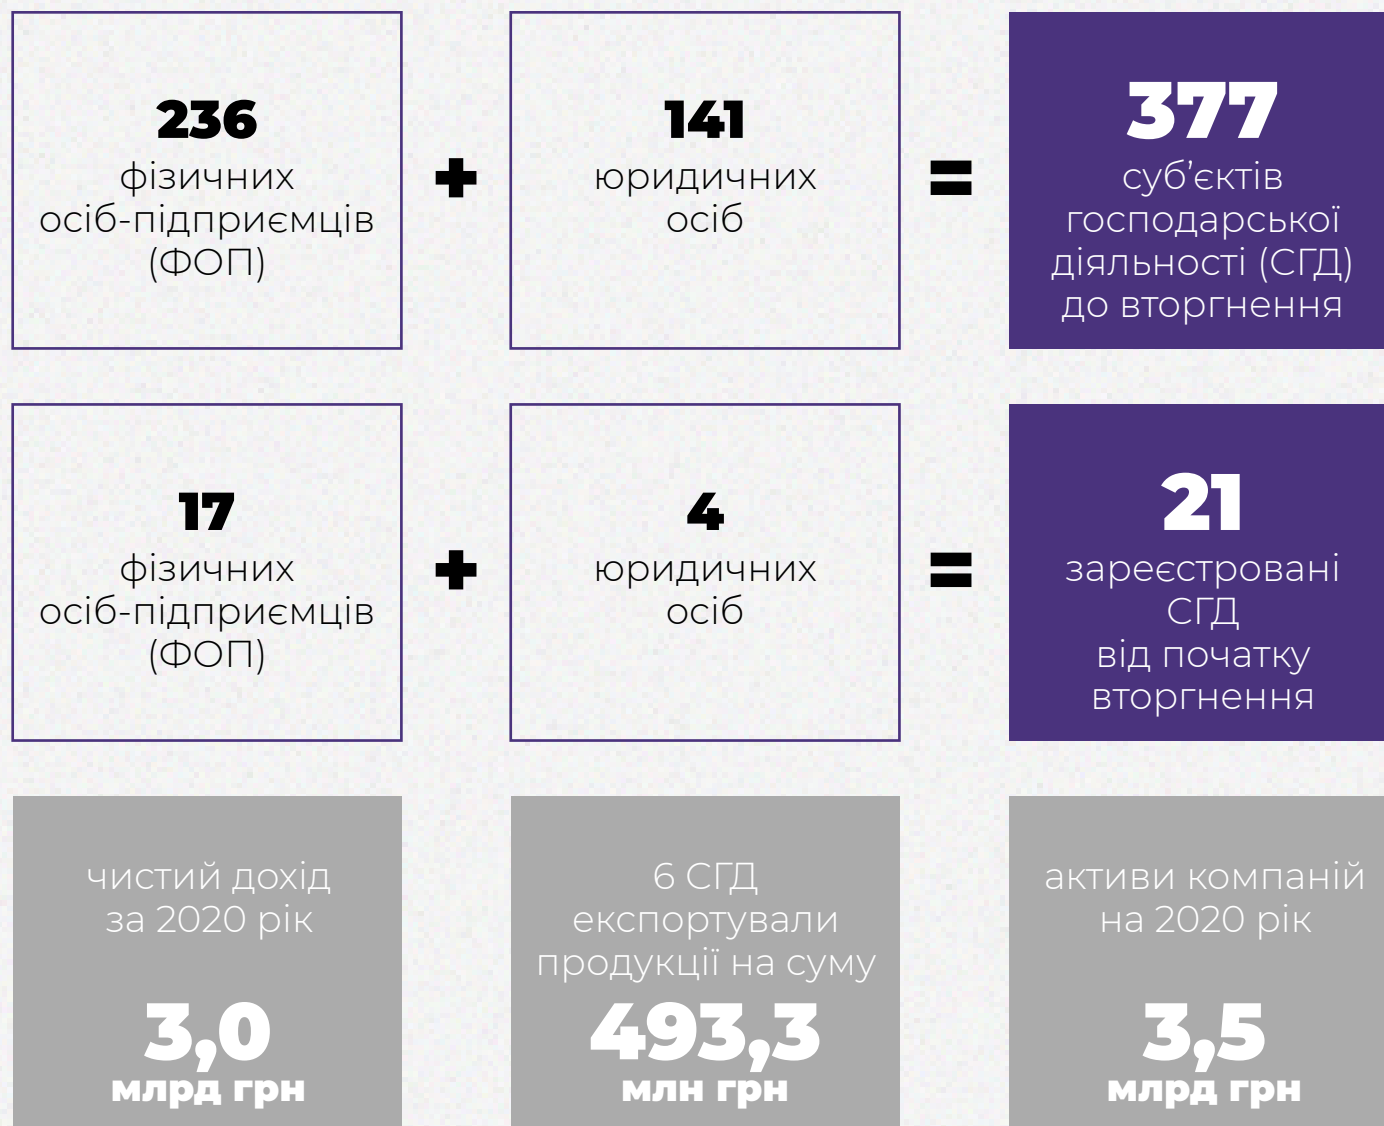 236
фізичних
осіб-підприємців
(ФОП)
+
141
юридичних
осіб
=
377
суб’єктів
господарської
діяльності (СГД)
до вторгнення
17
фізичних
осіб-підприємців
(ФОП)
+
4
юридичних
осіб
=
21
зареєстровані
СГД
від початку
вторгнення
чистий дохід
за 2020 рік
3,0
млрд грн
6 СГД
експортували
продукції на суму
493,3
млн грн
активи компаній
на 2020 рік
3,5
млрд грн